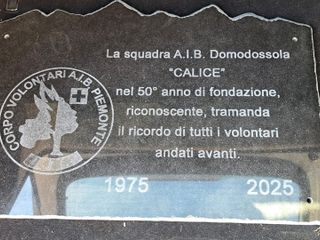 CORPO VOLONTARI A.I.B. PIEMONTE
La squadra A.I.B. Domodossola
"CALICE"
nel 50° anno di fondazione,
riconoscente, tramanda
il ricordo di tutti i volontari
andati avanti.
1975 2025